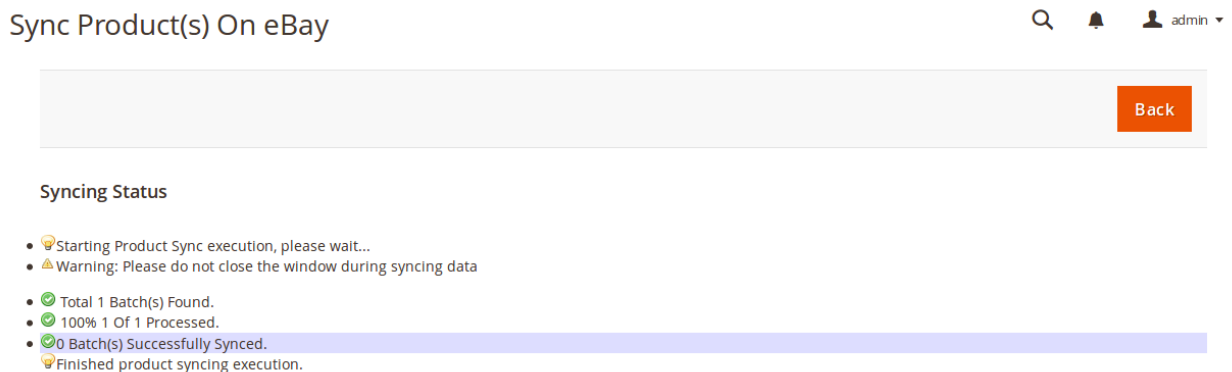 Sync Product(s) On eBay
admin
Back
Syncing Status
Starting Product Sync execution, please wait...
Warning: Please do not close the window during syncing data
Total 1 Batch(s) Found.
100% 1 Of 1 Processed.
0 Batch(s) Successfully Synced.
Finished product syncing execution.